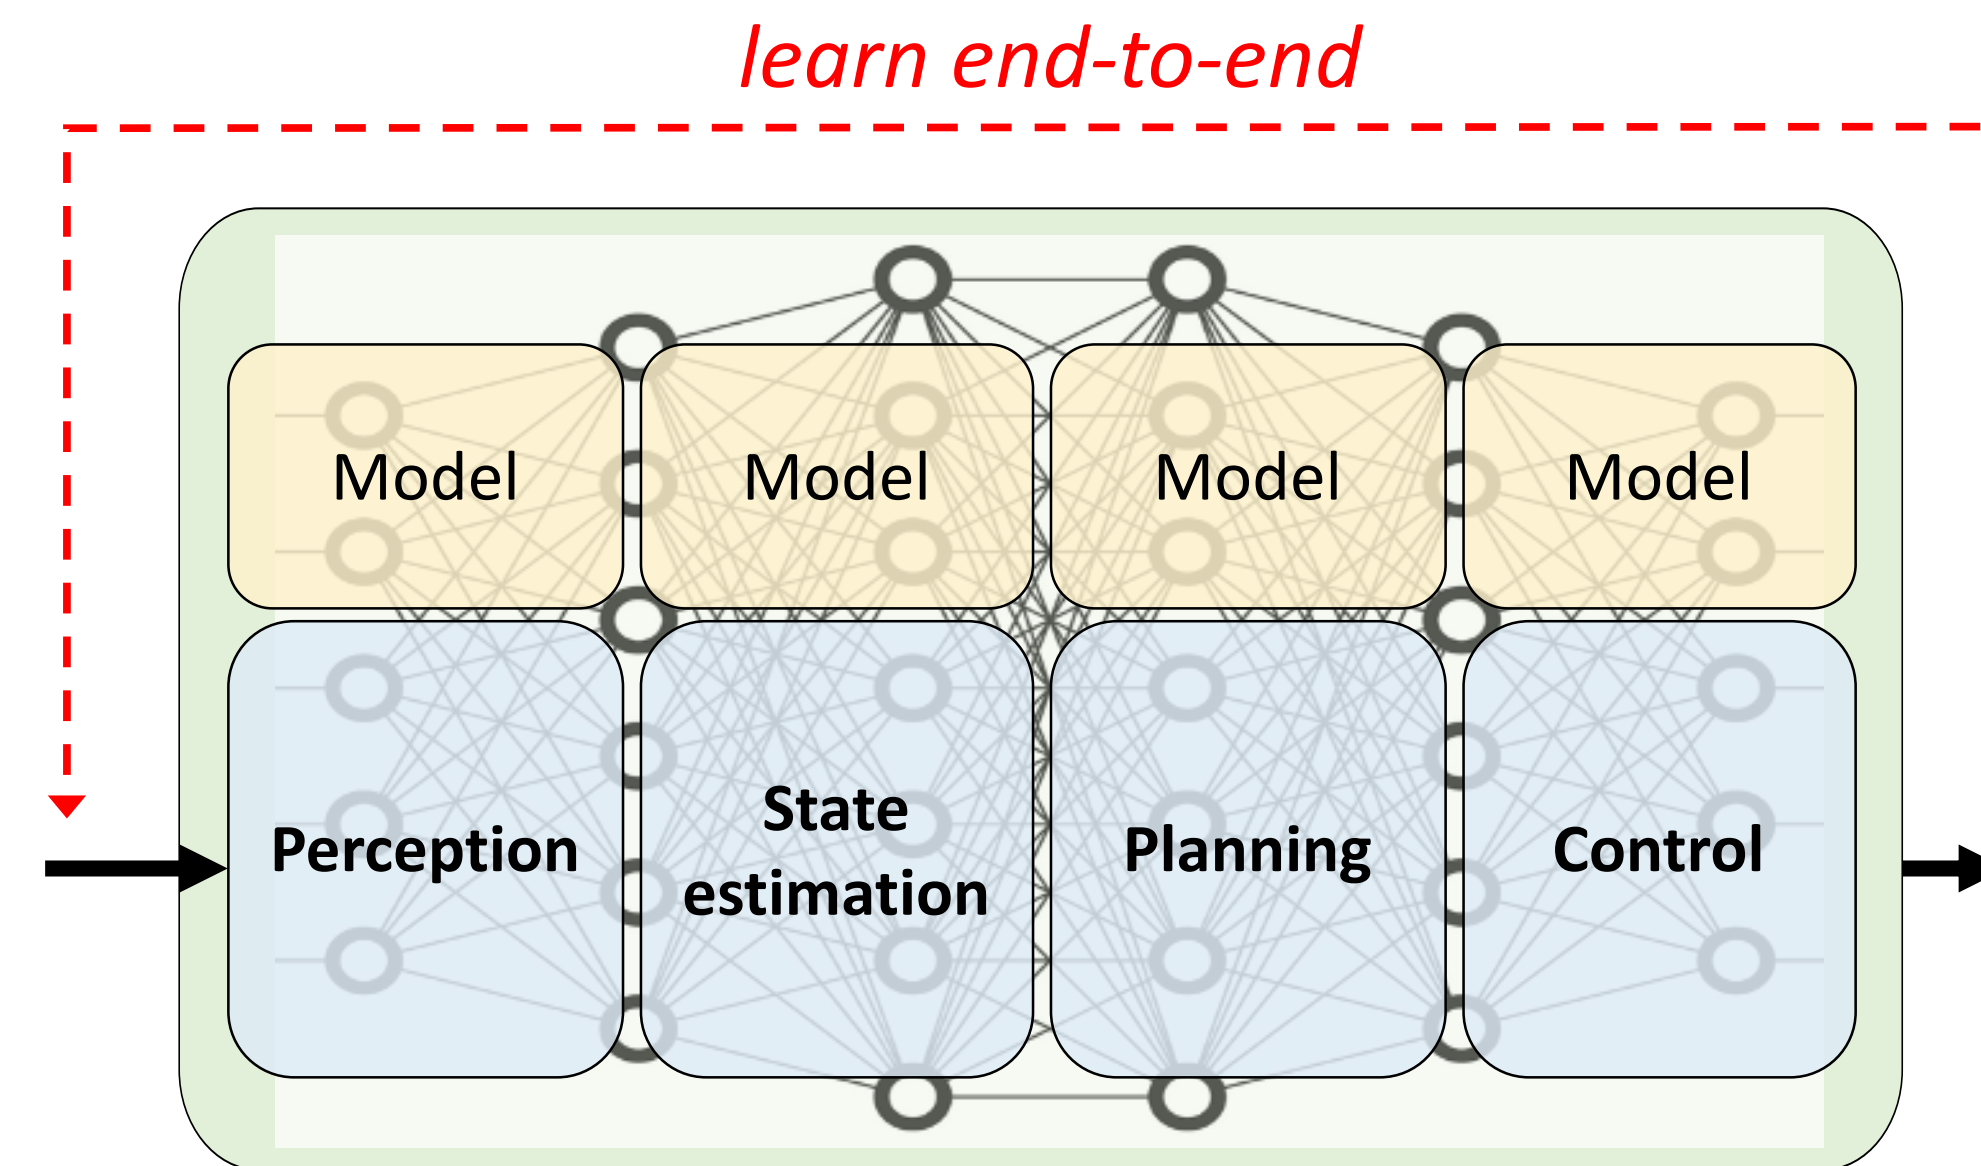 learn end-to-end
Model
Model
Model
Model
Perception
State
estimation
Planning
Control